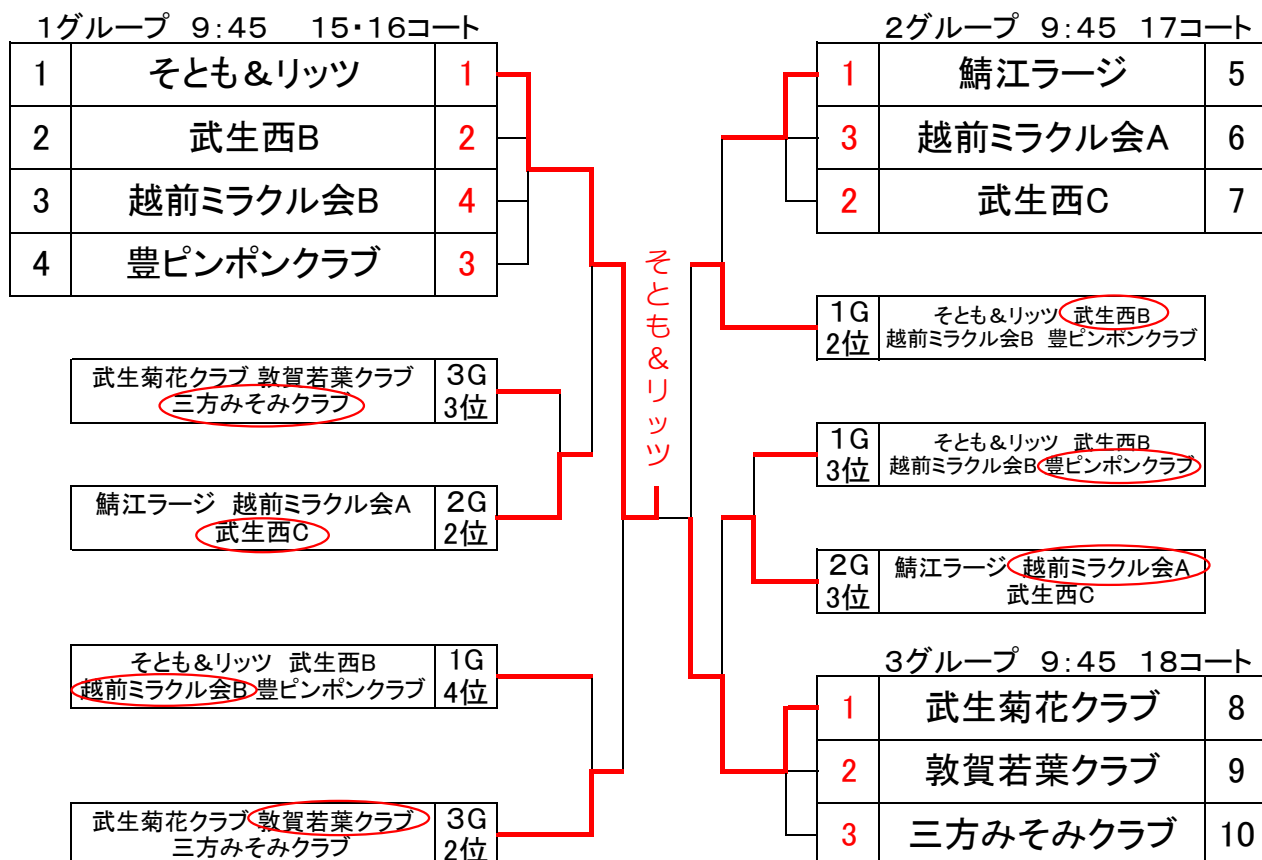 1グループ 9:45 15・16コート
1 そとも&リッツ 1
2 武生西B 2
3 越前ミラクル会B 4
4 豊ピンポンクラブ 3
武生菊花クラブ 敦賀若葉クラブ 3G
三方みそみクラブ 3位
鯖江ラージ 越前ミラクル会A 2G
武生西C 2位
そとも&リッツ 武生西B 1G
越前ミラクル会B 豊ピンポンクラブ 4位
武生菊花クラブ 敦賀若葉クラブ 3G
三方みそみクラブ 2位
そとも&リッツ
2グループ 9:45 17コート
1 鯖江ラージ 5
3 越前ミラクル会A 6
2 武生西C 7
1G そとも&リッツ 武生西B
2位 越前ミラクル会B 豊ピンポンクラブ
1G そとも&リッツ 武生西B
3位 越前ミラクル会B 豊ピンポンクラブ
2G 鯖江ラージ 越前ミラクル会A
3位 武生西C
3グループ 9:45 18コート
1 武生菊花クラブ 8
2 敦賀若葉クラブ 9
3 三方みそみクラブ 10